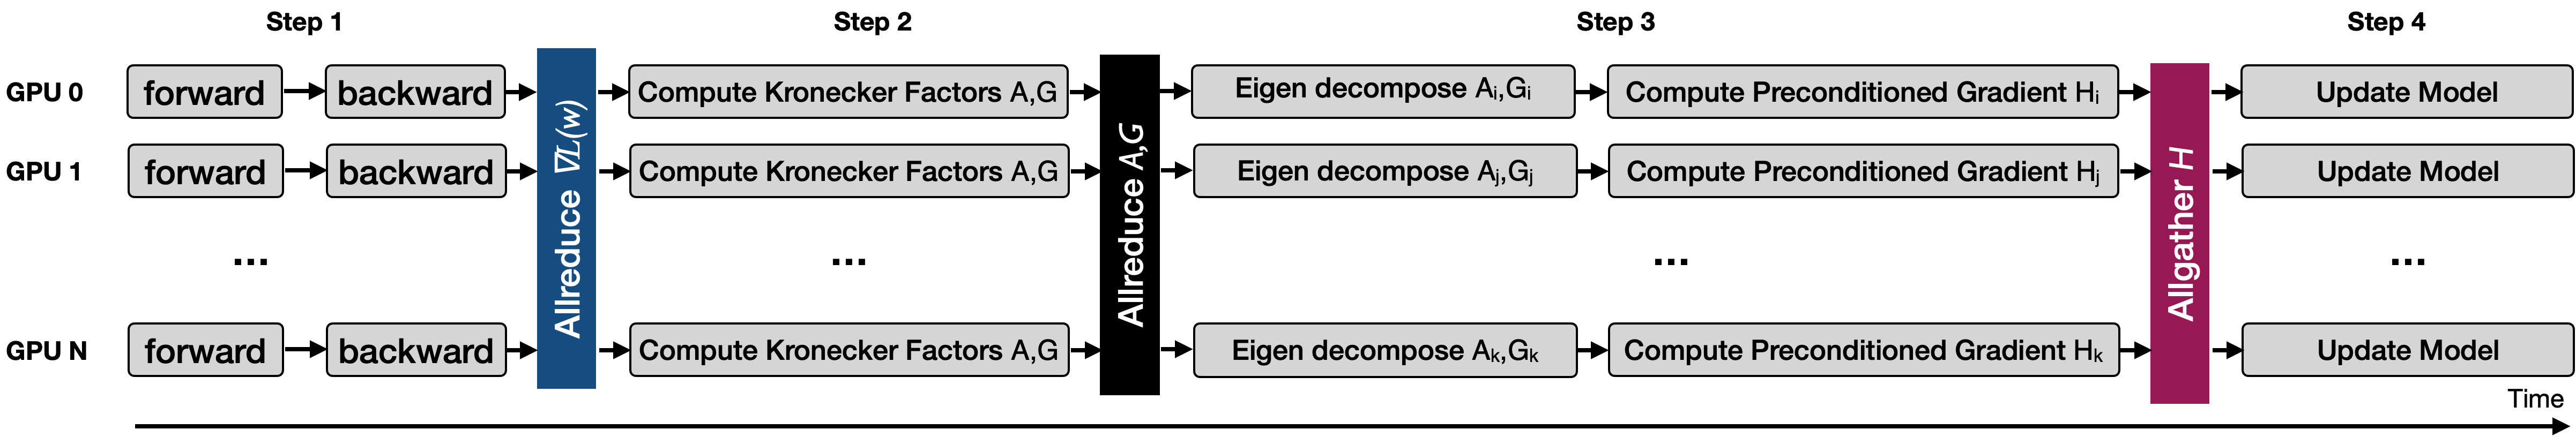 Step 1 Step 2 Step 3 Step 4
GPU 0 forward backward Compute Kronecker Factors A,G Eigen decompose Ai,Gi Compute Preconditioned Gradient Hi Update Model
GPU 1 forward backward Compute Kronecker Factors A,G Eigen decompose Aj,Gj Compute Preconditioned Gradient Hj Update Model
Allreduce ∇L(w)
Allreduce A,G
Allgather H
... ... ... ...
GPU N forward backward Compute Kronecker Factors A,G Eigen decompose Ak,Gk Compute Preconditioned Gradient Hk Update Model
Time